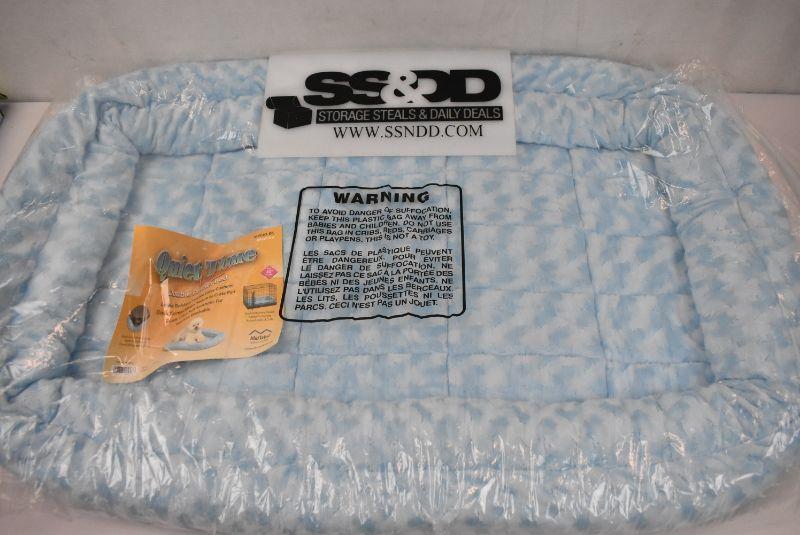 SS&DD
STORAGE STEALS & DAILY DEALS
WWW.SSNDD.COM
WARNING
TO AVOID DANGER OF SUFFOCATION,
KEEP THIS PLASTIC BAG AWAY FROM
BABIES AND CHILDREN. DO NOT USE
THIS BAG IN CRIBS, BEDS, CARRIAGES
OR PLAYPENS. THIS IS NOT A TOY.
LES SACS DE PLASTIQUE PEUVENT
ÊTRE DANGEREUX. POUR ÉVITER
LE DANGER DE SUFFOCATION, NE
LAISSEZ PAS CE SAC À LA PORTÉE DES
BÉBÉS NI DES JEUNES ENFANTS. NE
L'UTILISEZ PAS DANS LES BERCEAUX,
LES LITS, LES POUSSETTES NI LES
PARCS. CECI N'EST PAS UN JOUET.
Quiet Time
MidWest